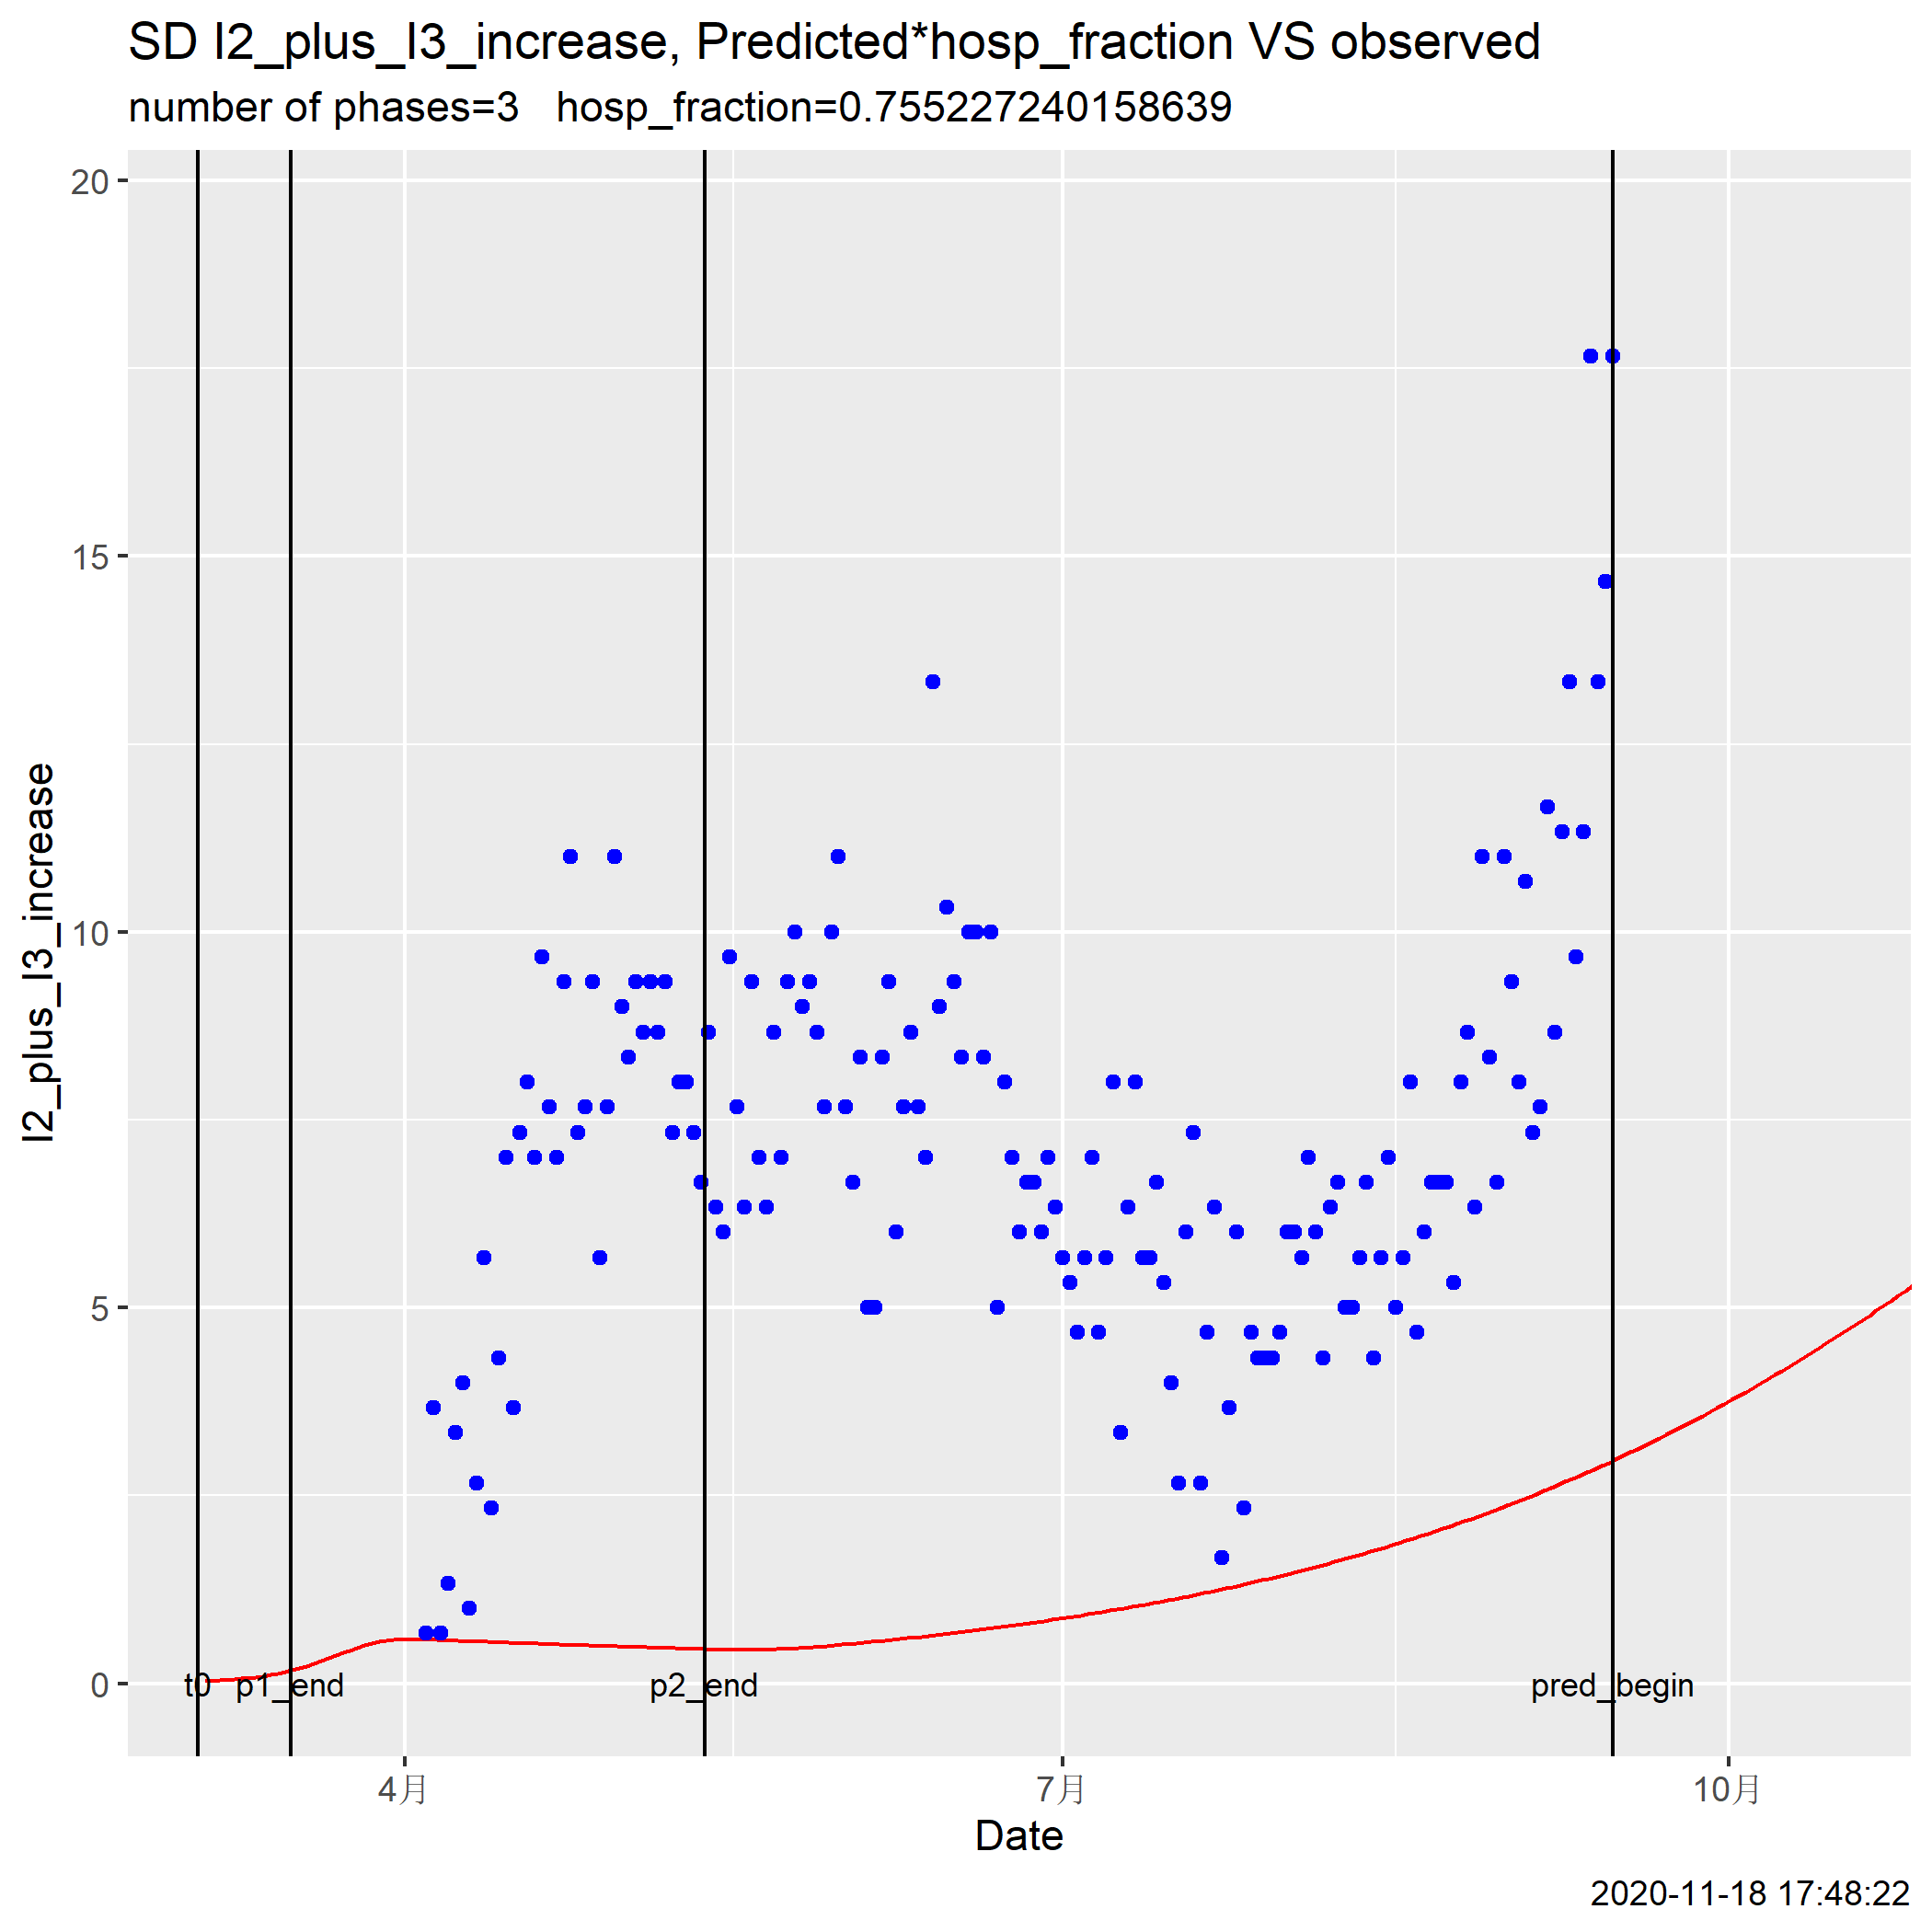 SD I2_plus_I3_increase, Predicted*hosp_fraction VS observed
number of phases=3   hosp_fraction=0.755227240158639
20
15
10
5
0
I2_plus_I3_increase
t0
p1_end
p2_end
pred_begin
4月
7月
10月
Date
2020-11-18 17:48:22